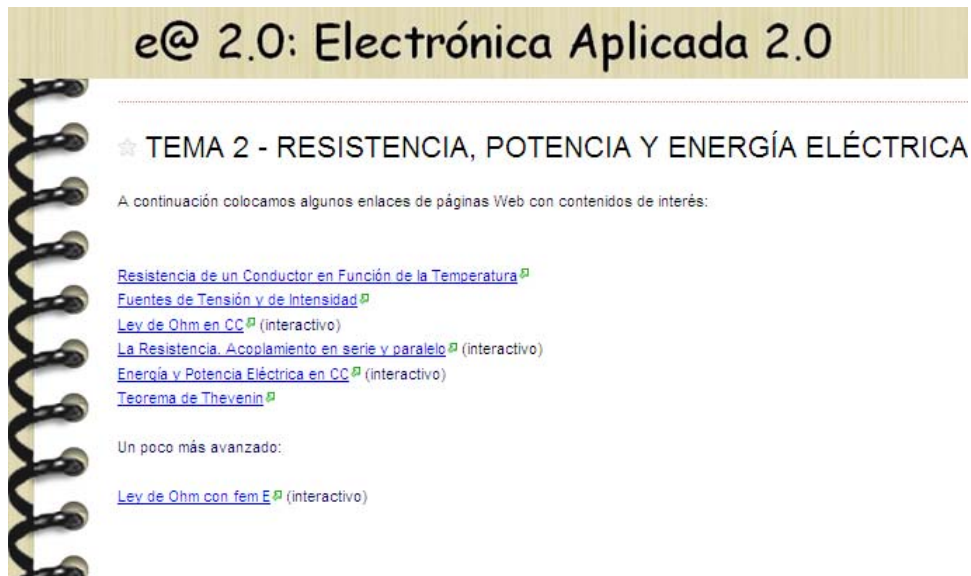 e@ 2.0: Electrónica Aplicada 2.0
TEMA 2 - RESISTENCIA, POTENCIA Y ENERGÍA ELÉCTRICA
A continuación colocamos algunos enlaces de páginas Web con contenidos de interés:
Resistencia de un Conductor en Función de la Temperatura
Fuentes de Tensión y de Intensidad
Ley de Ohm en CC (interactivo)
La Resistencia. Acoplamiento en serie y paralelo (interactivo)
Energía y Potencia Eléctrica en CC (interactivo)
Teorema de Thevenin
Un poco más avanzado:
Ley de Ohm con fem E (interactivo)